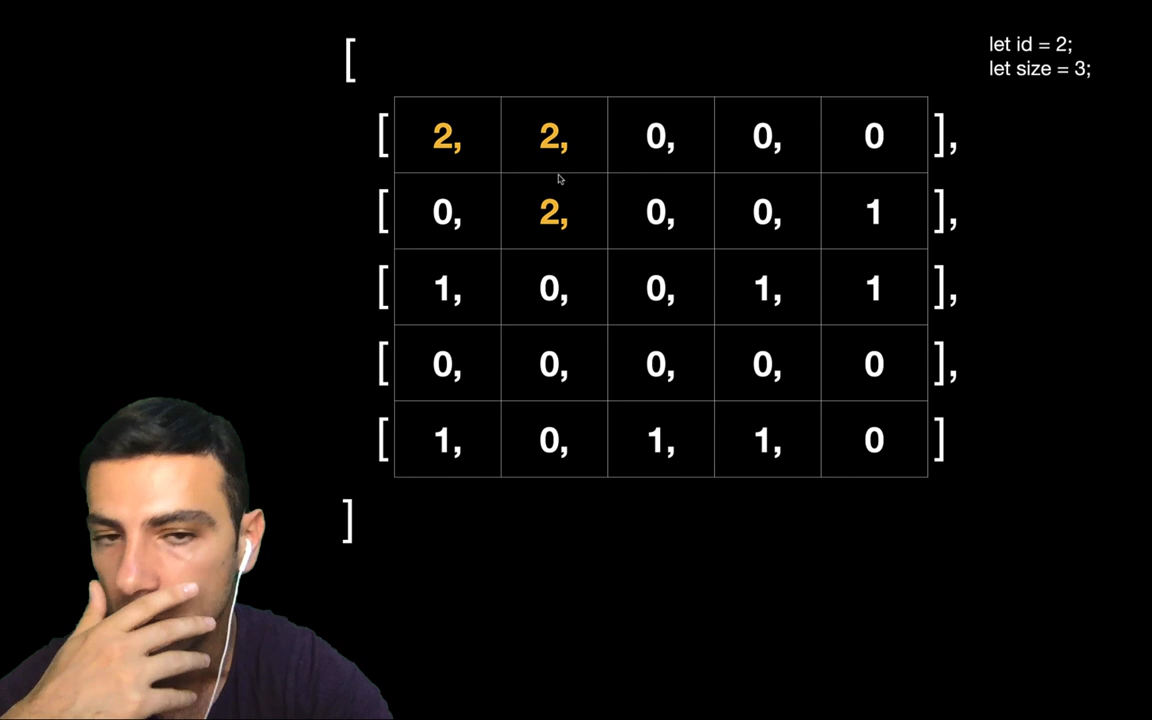 let id = 2;
let size = 3;
[
[ 2, 2, 0, 0, 0 ],
[ 0, 2, 0, 0, 1 ],
[ 1, 0, 0, 1, 1 ],
[ 0, 0, 0, 0, 0 ],
[ 1, 0, 1, 1, 0 ]
]